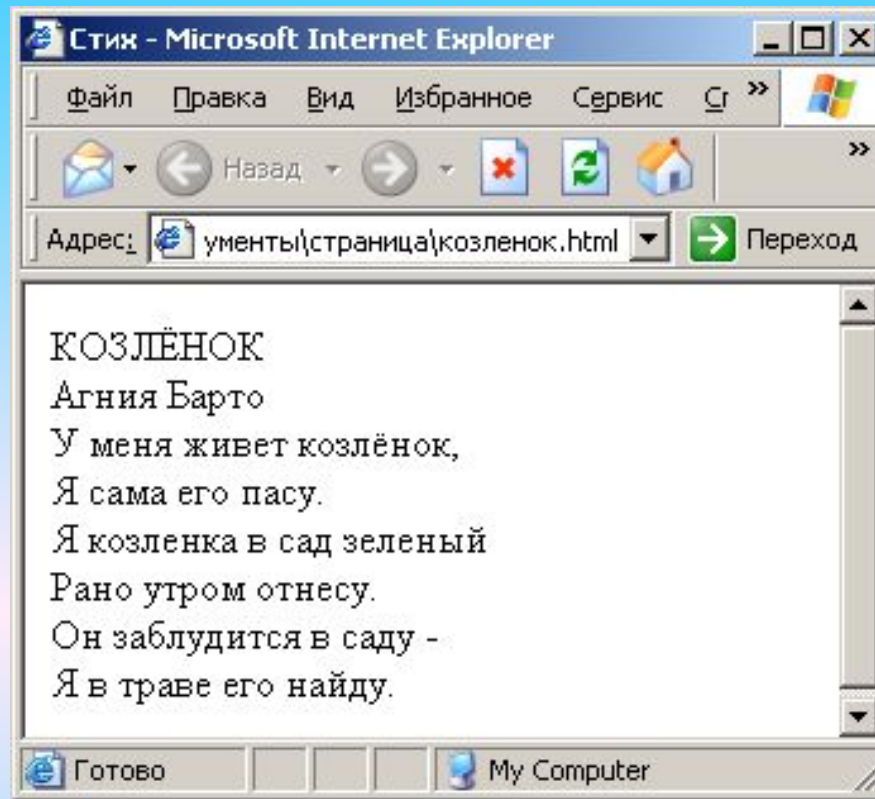 Стих - Microsoft Internet Explorer
Файл Правка Вид Избранное Сервис »
Назад »
Адрес: ументы\страница\козленок.html Переход
КОЗЛЁНОК
Агния Барто
У меня живет козлёнок,
Я сама его пасу.
Я козленка в сад зеленый
Рано утром отнесу.
Он заблудится в саду -
Я в траве его найду.
Готово My Computer